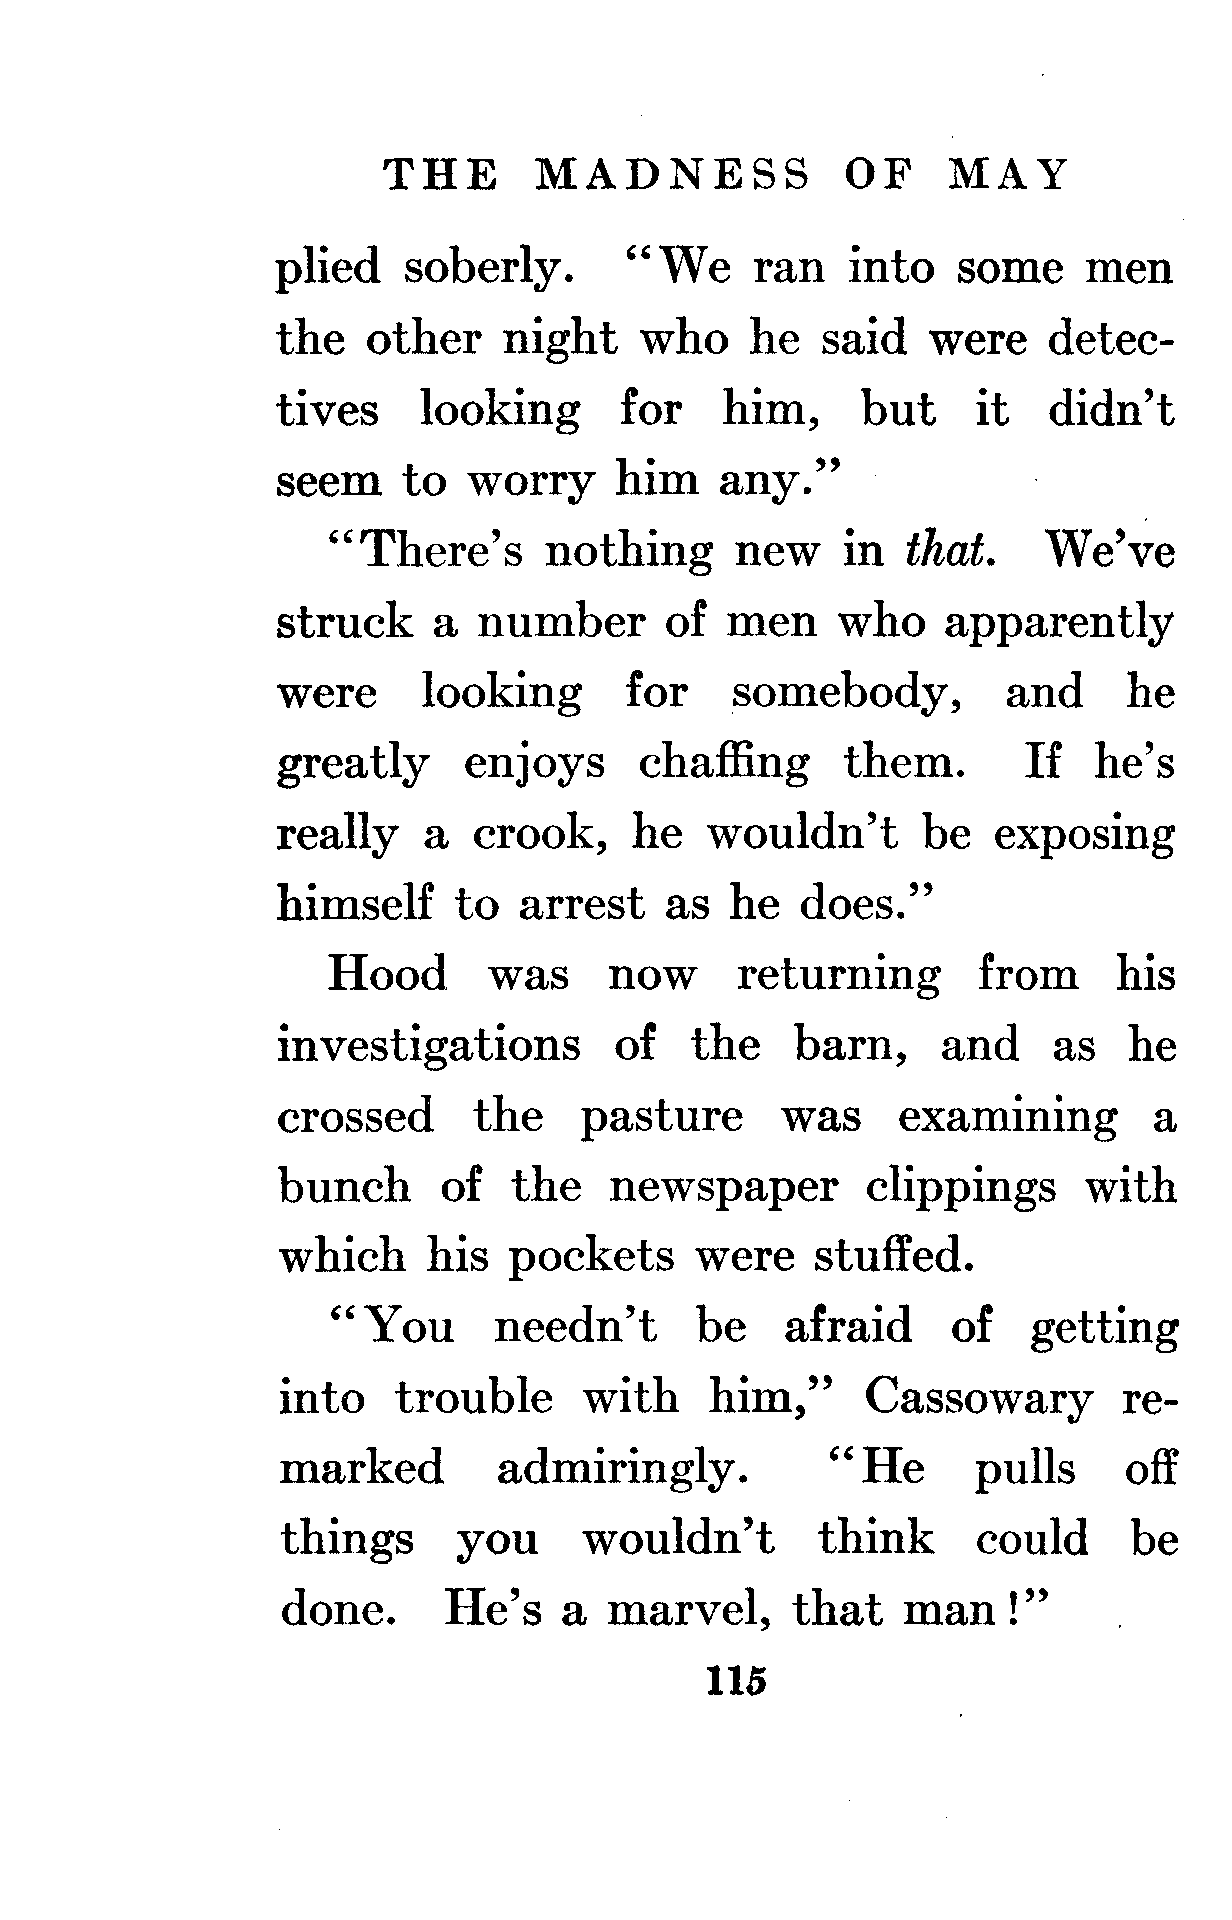 THE MADNESS OF MAY
plied soberly. "We ran into some men
the other night who he said were detec-
tives looking for him, but it didn't
seem to worry him any."
"There's nothing new in that. We've
struck a number of men who apparently
were looking for somebody, and he
greatly enjoys chaffing them. If he's
really a crook, he wouldn't be exposing
himself to arrest as he does."
Hood was now returning from his
investigations of the barn, and as he
crossed the pasture was examining a
bunch of the newspaper clippings with
which his pockets were stuffed.
"You needn't be afraid of getting
into trouble with him," Cassowary re-
marked admiringly. "He pulls off
things you wouldn't think could be
done. He's a marvel, that man!"
115